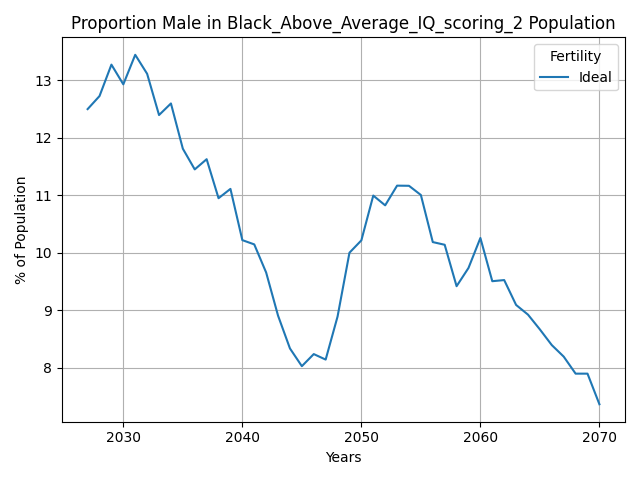 Proportion Male in Black_Above_Average_IQ_scoring_2 Population
Fertility
Ideal
% of Population
13
12
11
10
9
8
2030 2040 2050 2060 2070
Years